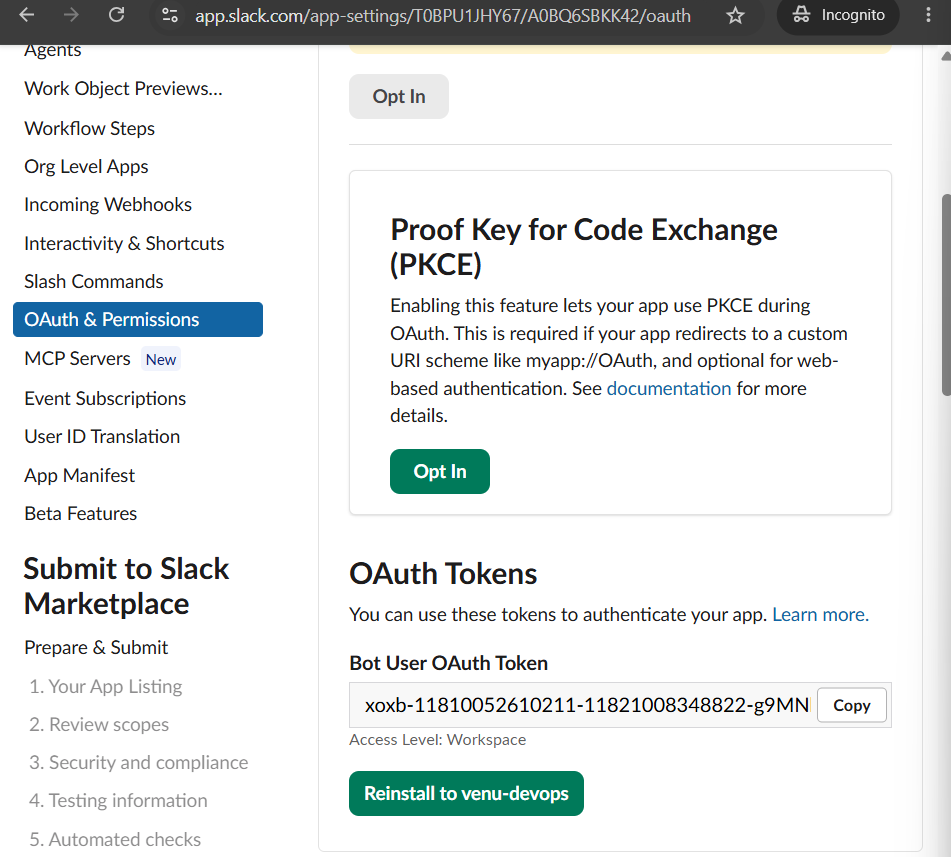 app.slack.com/app-settings/T0BPU1JHY67/A0BQ6SBKK42/oauth
Incognito
Agents
Work Object Previews...
Workflow Steps
Org Level Apps
Incoming Webhooks
Interactivity & Shortcuts
Slash Commands
OAuth & Permissions
MCP Servers New
Event Subscriptions
User ID Translation
App Manifest
Beta Features
Submit to Slack
Marketplace
Prepare & Submit
1. Your App Listing
2. Review scopes
3. Security and compliance
4. Testing information
5. Automated checks
Opt In
Proof Key for Code Exchange
(PKCE)
Enabling this feature lets your app use PKCE during
OAuth. This is required if your app redirects to a custom
URI scheme like myapp://OAuth, and optional for web-
based authentication. See documentation for more
details.
Opt In
OAuth Tokens
You can use these tokens to authenticate your app. Learn more.
Bot User OAuth Token
xoxb-11810052610211-11821008348822-g9MN
Copy
Access Level: Workspace
Reinstall to venu-devops